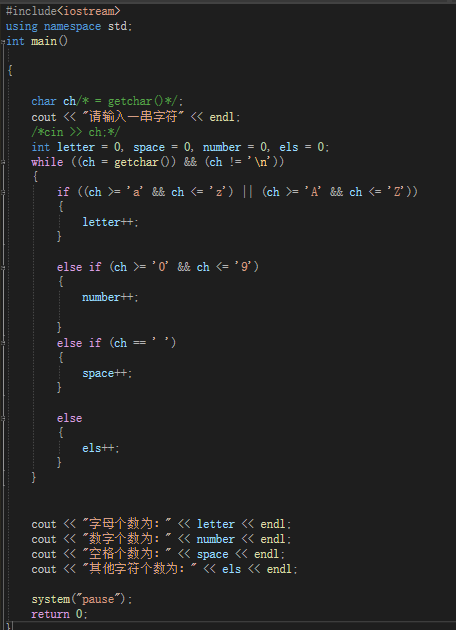 #include<iostream>
using namespace std;
int main()
{
char ch/* = getchar()*/;
cout << "请输入一串字符" << endl;
/*cin >> ch;*/
int letter = 0, space = 0, number = 0, els = 0;
while ((ch = getchar()) && (ch != '\n'))
{
if ((ch >= 'a' && ch <= 'z') || (ch >= 'A' && ch <= 'Z'))
{
letter++;
}
else if (ch >= '0' && ch <= '9')
{
number++;
}
else if (ch == ' ')
{
space++;
}
else
{
els++;
}
}
cout << "字母个数为：" << letter << endl;
cout << "数字个数为：" << number << endl;
cout << "空格个数为：" << space << endl;
cout << "其他字符个数为：" << els << endl;
system("pause");
return 0;
}